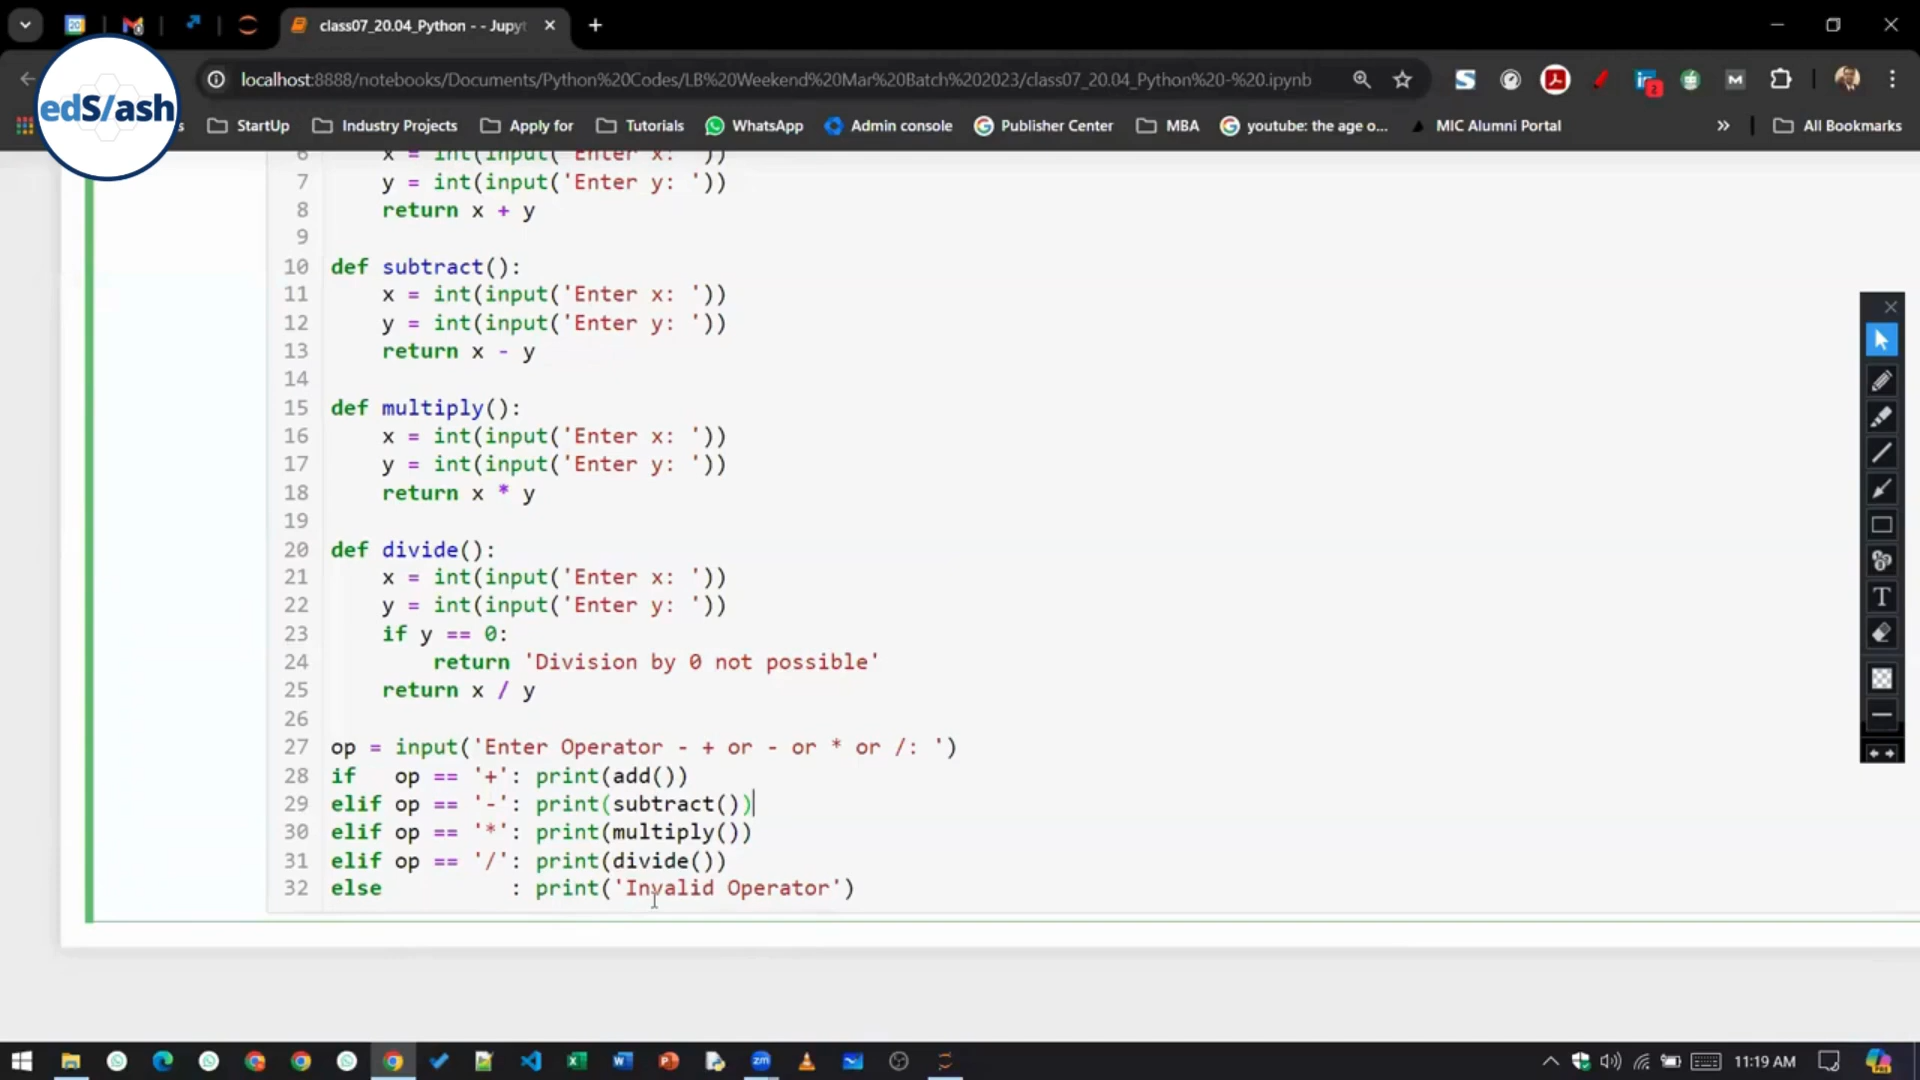 class07_20.04_Python - - Jupyt
localhost:8888/notebooks/Documents/Python%20Codes/LB%20Weekend%20Mar%20Batch%202023/class07_20.04_Python%20-%20.ipynb
edS/ash
StartUp
Industry Projects
Apply for
Tutorials
WhatsApp
Admin console
Publisher Center
MBA
youtube: the age o...
MIC Alumni Portal
All Bookmarks
6 x = int(input('Enter x: '))
7 y = int(input('Enter y: '))
8 return x + y
9
10 def subtract():
11 x = int(input('Enter x: '))
12 y = int(input('Enter y: '))
13 return x - y
14
15 def multiply():
16 x = int(input('Enter x: '))
17 y = int(input('Enter y: '))
18 return x * y
19
20 def divide():
21 x = int(input('Enter x: '))
22 y = int(input('Enter y: '))
23 if y == 0:
24 return 'Division by 0 not possible'
25 return x / y
26
27 op = input('Enter Operator - + or - or * or /: ')
28 if   op == '+': print(add())
29 elif op == '-': print(subtract())
30 elif op == '*': print(multiply())
31 elif op == '/': print(divide())
32 else          : print('Invalid Operator')
11:19 AM